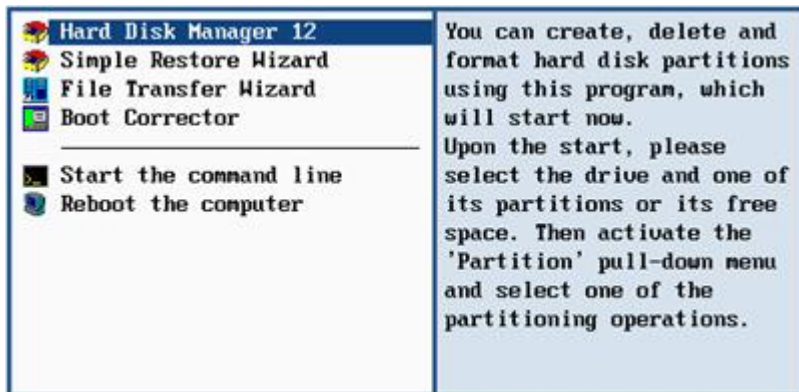 Hard Disk Manager 12
Simple Restore Wizard
File Transfer Wizard
Boot Corrector
Start the command line
Reboot the computer
You can create, delete and
format hard disk partitions
using this program, which
will start now.
Upon the start, please
select the drive and one of
its partitions or its free
space. Then activate the
'Partition' pull-down menu
and select one of the
partitioning operations.